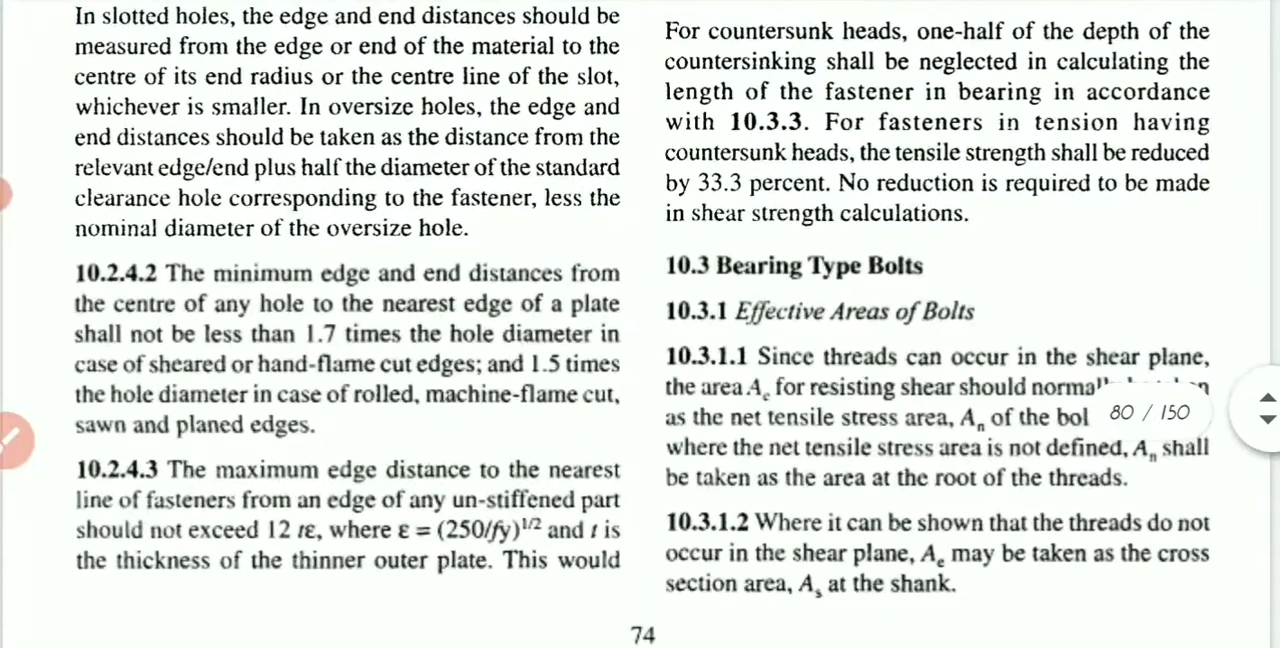 In slotted holes, the edge and end distances should be
measured from the edge or end of the material to the
centre of its end radius or the centre line of the slot,
whichever is smaller. In oversize holes, the edge and
end distances should be taken as the distance from the
relevant edge/end plus half the diameter of the standard
clearance hole corresponding to the fastener, less the
nominal diameter of the oversize hole.
10.2.4.2 The minimum edge and end distances from
the centre of any hole to the nearest edge of a plate
shall not be less than 1.7 times the hole diameter in
case of sheared or hand-flame cut edges; and 1.5 times
the hole diameter in case of rolled, machine-flame cut,
sawn and planed edges.
10.2.4.3 The maximum edge distance to the nearest
line of fasteners from an edge of any un-stiffened part
should not exceed 12 tε, where ε = (250/fy)^1/2 and t is
the thickness of the thinner outer plate. This would
For countersunk heads, one-half of the depth of the
countersinking shall be neglected in calculating the
length of the fastener in bearing in accordance
with 10.3.3. For fasteners in tension having
countersunk heads, the tensile strength shall be reduced
by 33.3 percent. No reduction is required to be made
in shear strength calculations.
10.3 Bearing Type Bolts
10.3.1 Effective Areas of Bolts
10.3.1.1 Since threads can occur in the shear plane,
the area A_e for resisting shear should
as the net tensile stress area, A_n of the
where the net tensile stress area is not defined, A_n shall
be taken as the area at the root of the threads.
10.3.1.2 Where it can be shown that the threads do not
occur in the shear plane, A_e may be taken as the cross
section area, A_s at the shank.
80 / 150
74